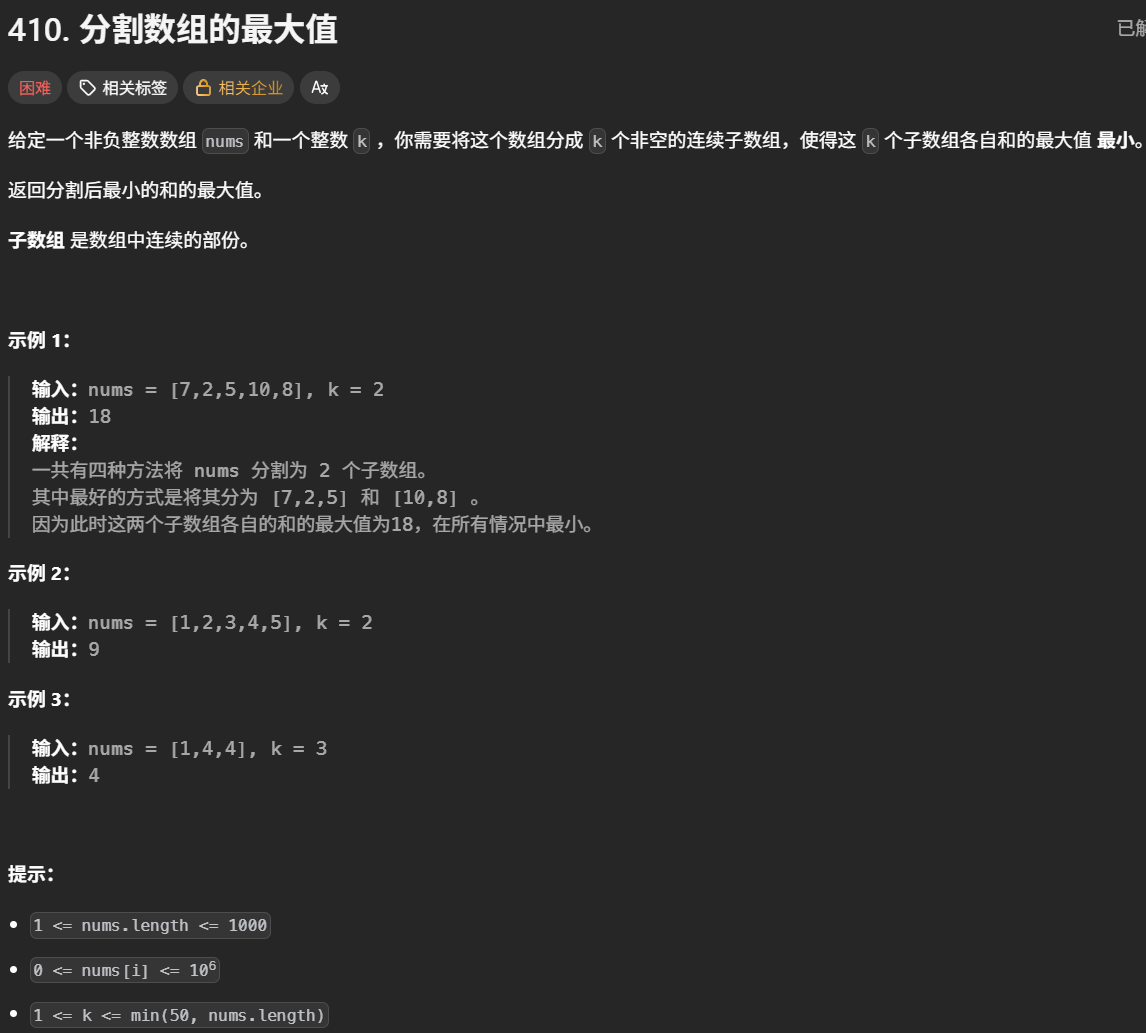 410. 分割数组的最大值
已解
困难 相关标签 相关企业
给定一个非负整数数组 nums 和一个整数 k ，你需要将这个数组分成 k 个非空的连续子数组，使得这 k 个子数组各自和的最大值 最小。
返回分割后最小的和的最大值。
子数组 是数组中连续的部份。
示例 1：
输入：nums = [7,2,5,10,8], k = 2
输出：18
解释：
一共有四种方法将 nums 分割为 2 个子数组。
其中最好的方式是将其分为 [7,2,5] 和 [10,8] 。
因为此时这两个子数组各自的和的最大值为18，在所有情况中最小。
示例 2：
输入：nums = [1,2,3,4,5], k = 2
输出：9
示例 3：
输入：nums = [1,4,4], k = 3
输出：4
提示：
1 <= nums.length <= 1000
0 <= nums[i] <= 10⁶
1 <= k <= min(50, nums.length)